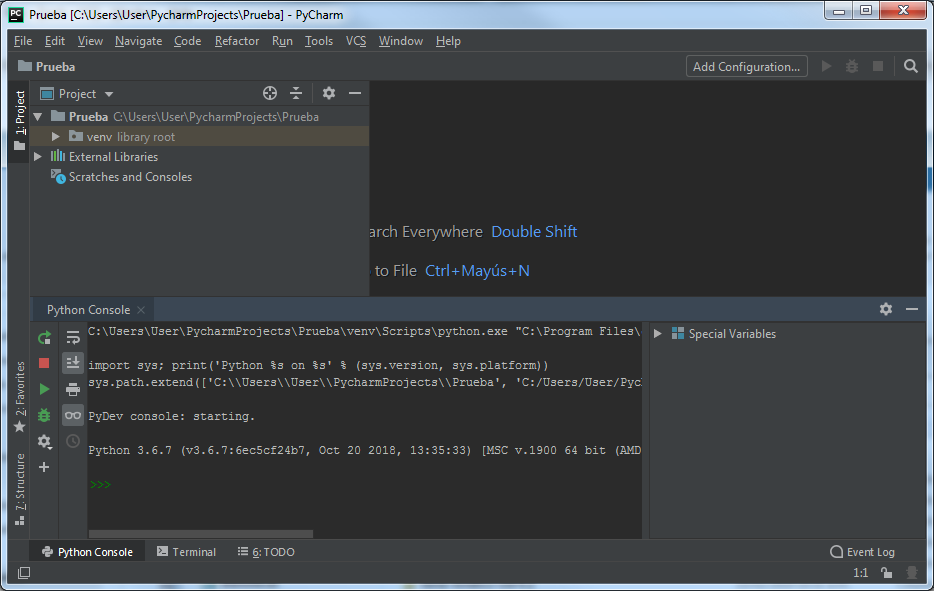 PC Prueba [C:\Users\User\PycharmProjects\Prueba] - PyCharm
File Edit View Navigate Code Refactor Run Tools VCS Window Help
Prueba Add Configuration...
1: Project
Project
Prueba C:\Users\User\PycharmProjects\Prueba
venv library root
External Libraries
Scratches and Consoles
arch Everywhere Double Shift
to File Ctrl+Mayús+N
Python Console
2: Favorites
7: Structure
C:\Users\User\PycharmProjects\Prueba\venv\Scripts\python.exe "C:\Program Files\
import sys; print('Python %s on %s' % (sys.version, sys.platform))
sys.path.extend(['C:\\Users\\User\\PycharmProjects\\Prueba', 'C:/Users/User/Pyc
PyDev console: starting.
Python 3.6.7 (v3.6.7:6ec5cf24b7, Oct 20 2018, 13:35:33) [MSC v.1900 64 bit (AMD
>>>
Special Variables
Python Console Terminal 6: TODO Event Log
1:1